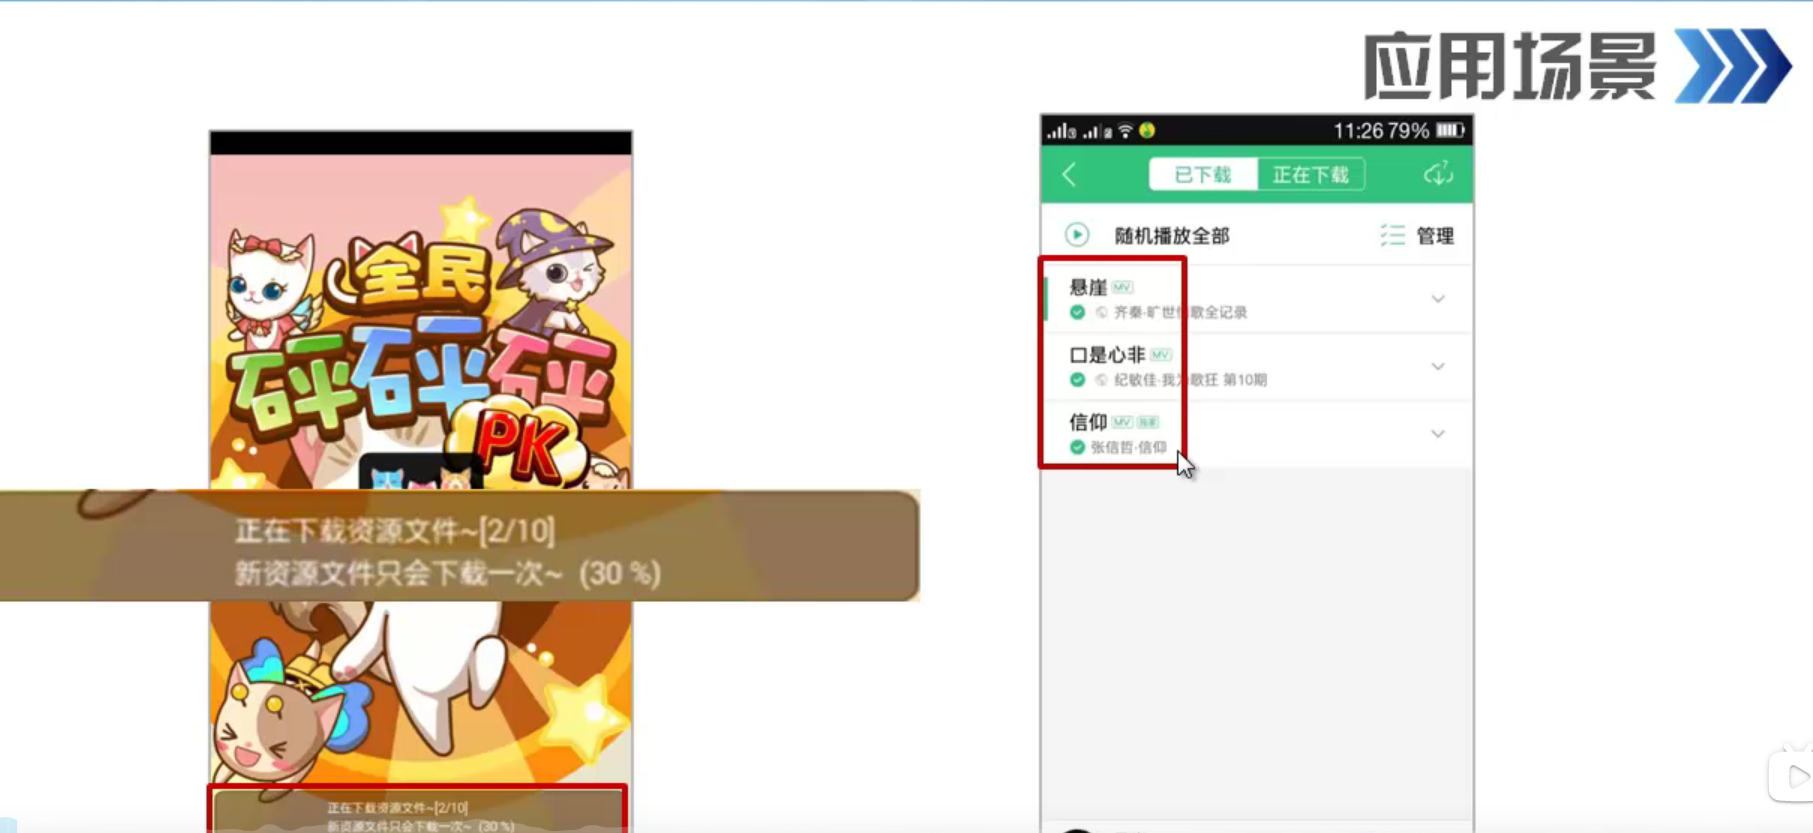 应用场景
全民
砰砰砰
PK
正在下载资源文件~[2/10]
新资源文件只会下载一次~ (30 %)
正在下载资源文件~[2/10]
新资源文件只会下载一次~ (30 %)
11:26 79%
已下载 正在下载 7
随机播放全部 管理
悬崖 MV
齐秦·旷世情歌全记录
口是心非 MV
纪敏佳·我为歌狂 第10期
信仰 MV 独家
张信哲·信仰